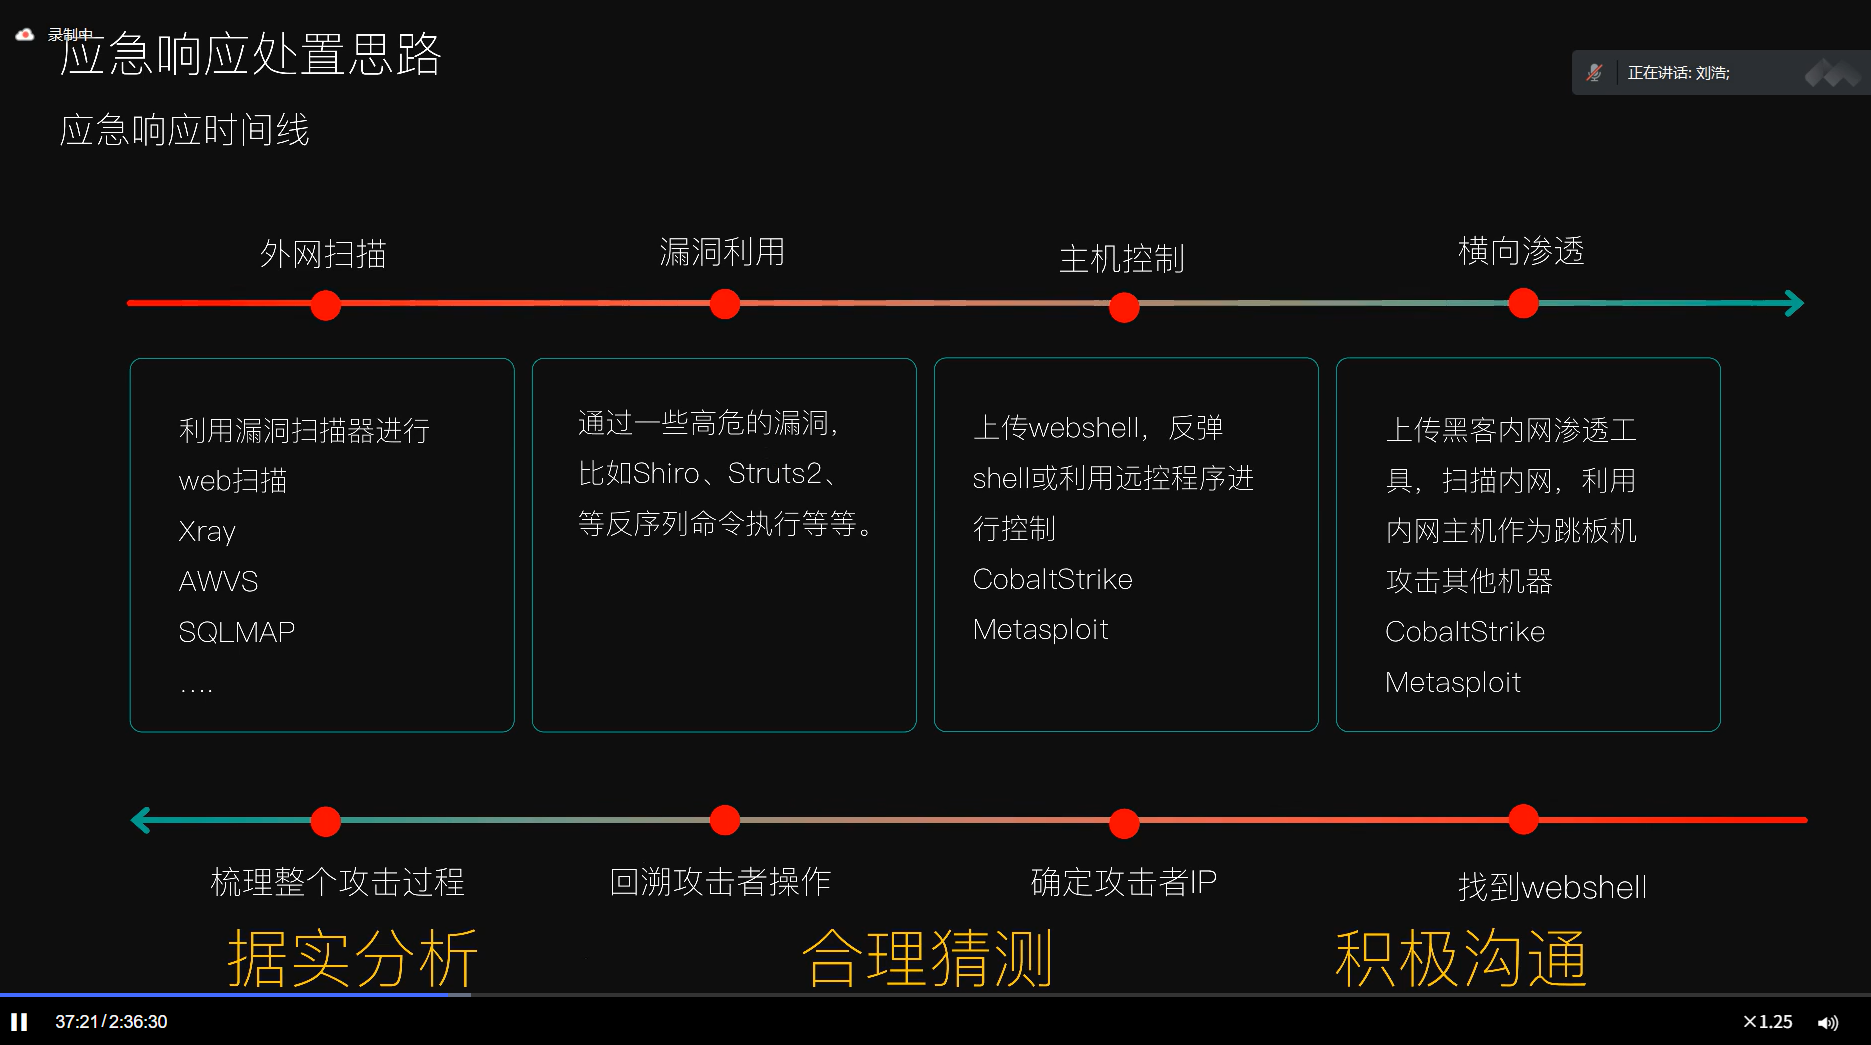 录制中
应急响应处置思路
正在讲话: 刘浩;
应急响应时间线
外网扫描
漏洞利用
主机控制
横向渗透
利用漏洞扫描器进行
web扫描
Xray
AWVS
SQLMAP
....
通过一些高危的漏洞，
比如Shiro、Struts2、
等反序列命令执行等等。
上传webshell，反弹
shell或利用远控程序进
行控制
CobaltStrike
Metasploit
上传黑客内网渗透工
具，扫描内网，利用
内网主机作为跳板机
攻击其他机器
CobaltStrike
Metasploit
梳理整个攻击过程
回溯攻击者操作
确定攻击者IP
找到webshell
据实分析
合理猜测
积极沟通
37:21/2:36:30
×1.25